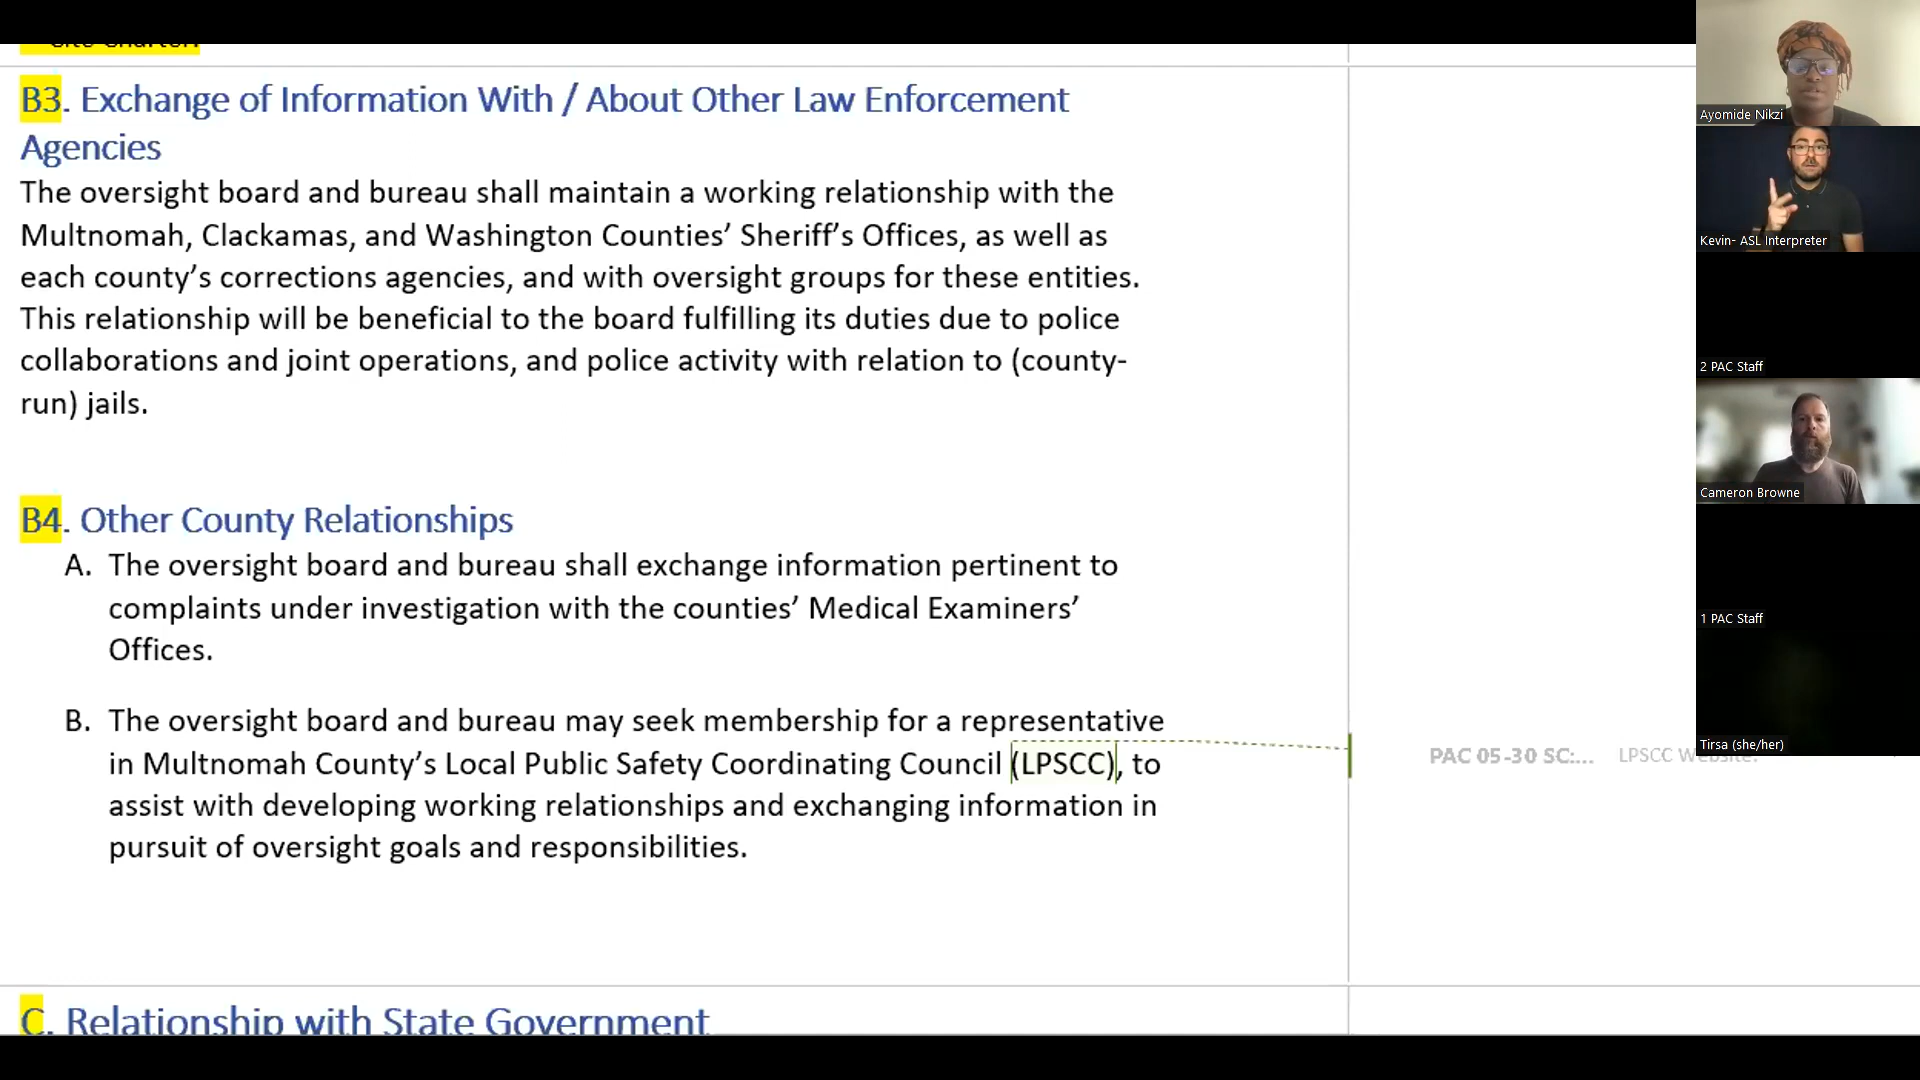 Site Charter.
B3. Exchange of Information With / About Other Law Enforcement
Agencies
The oversight board and bureau shall maintain a working relationship with the
Multnomah, Clackamas, and Washington Counties’ Sheriff’s Offices, as well as
each county’s corrections agencies, and with oversight groups for these entities.
This relationship will be beneficial to the board fulfilling its duties due to police
collaborations and joint operations, and police activity with relation to (county-
run) jails.
B4. Other County Relationships
A. The oversight board and bureau shall exchange information pertinent to
complaints under investigation with the counties’ Medical Examiners’
Offices.
B. The oversight board and bureau may seek membership for a representative
in Multnomah County’s Local Public Safety Coordinating Council (LPSCC), to
assist with developing working relationships and exchanging information in
pursuit of oversight goals and responsibilities.
C. Relationship with State Government
PAC 05-30 SC:... LPSCC Website:
Ayomide Nikzi
Kevin- ASL Interpreter
2 PAC Staff
Cameron Browne
1 PAC Staff
Tirsa (she/her)